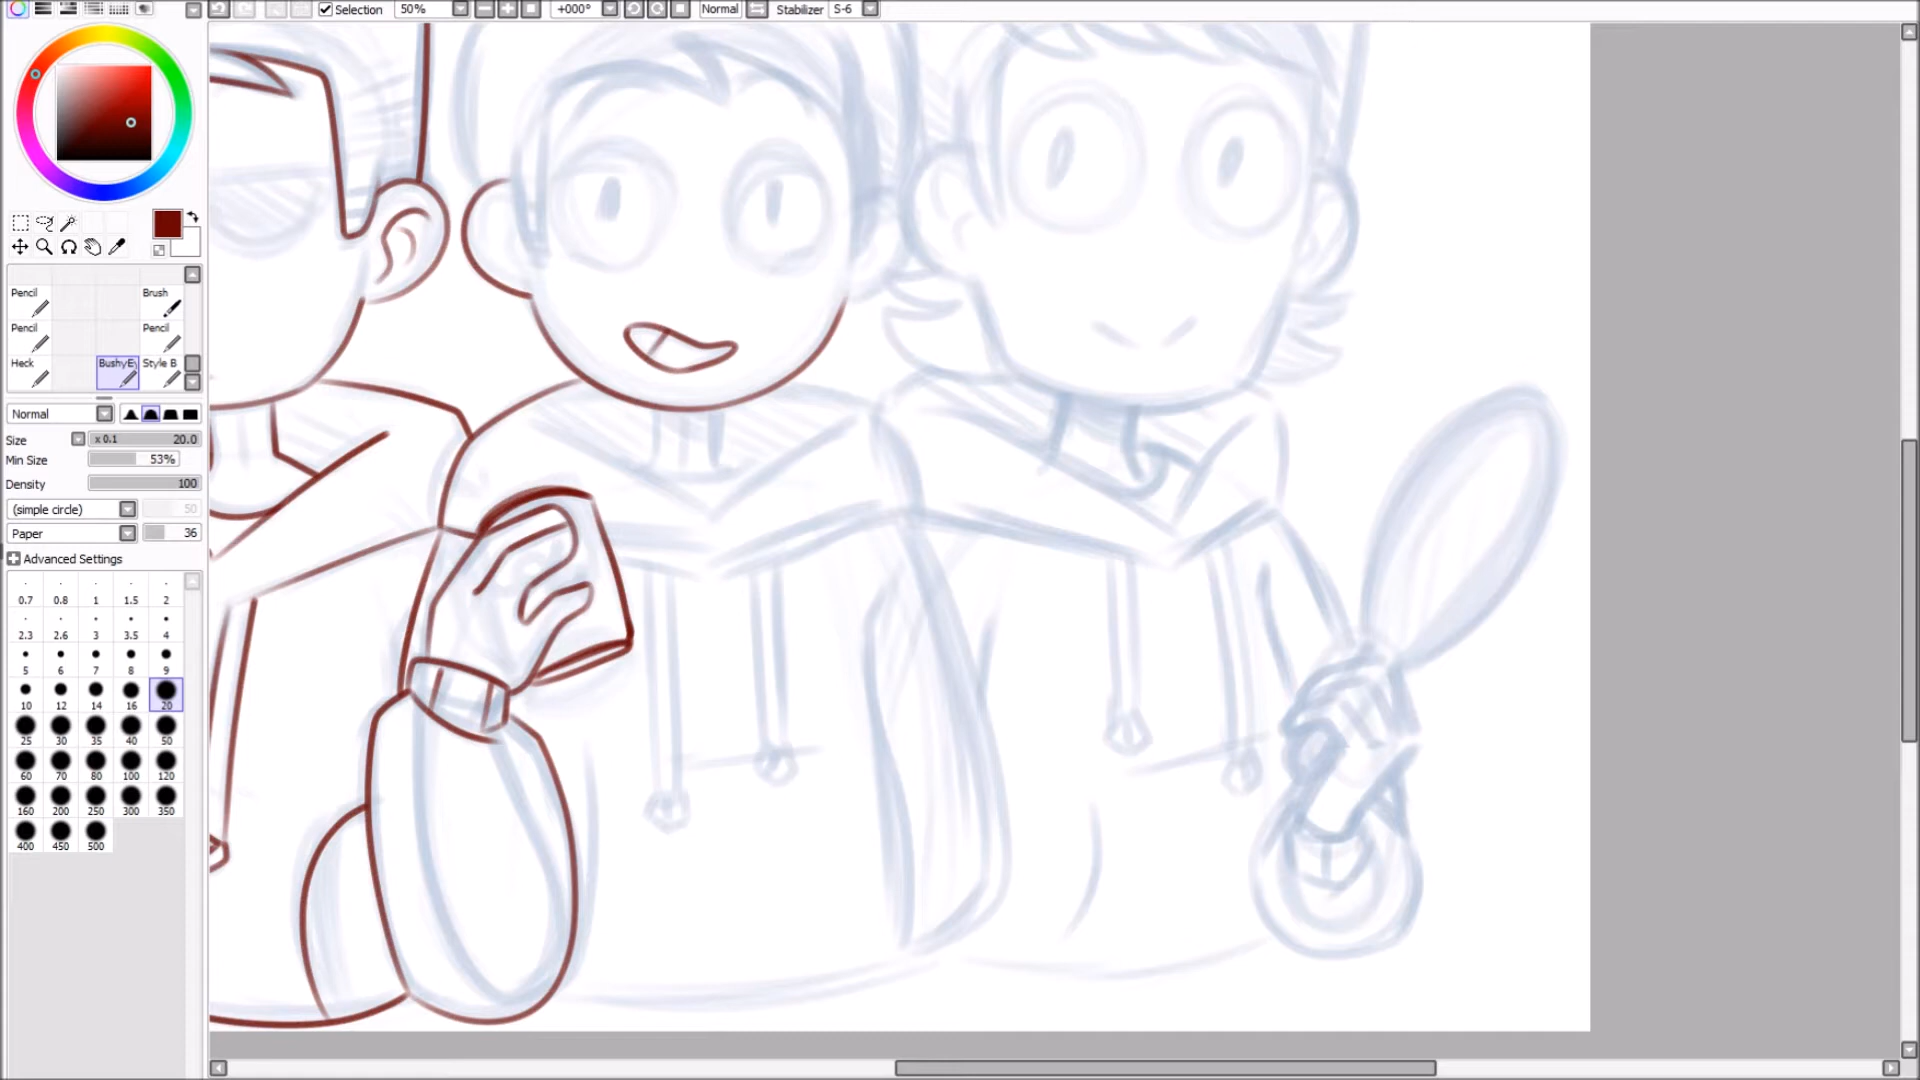 Selection 50% +000° Normal Stabilizer S-6
Pencil Brush
Pencil Pencil
Heck BushyE Style B
Normal
Size x 0.1 20.0
Min Size 53%
Density 100
(simple circle) 50
Paper 36
Advanced Settings
0.7 0.8 1 1.5 2
2.3 2.6 3 3.5 4
5 6 7 8 9
10 12 14 16 20
25 30 35 40 50
60 70 80 100 120
160 200 250 300 350
400 450 500